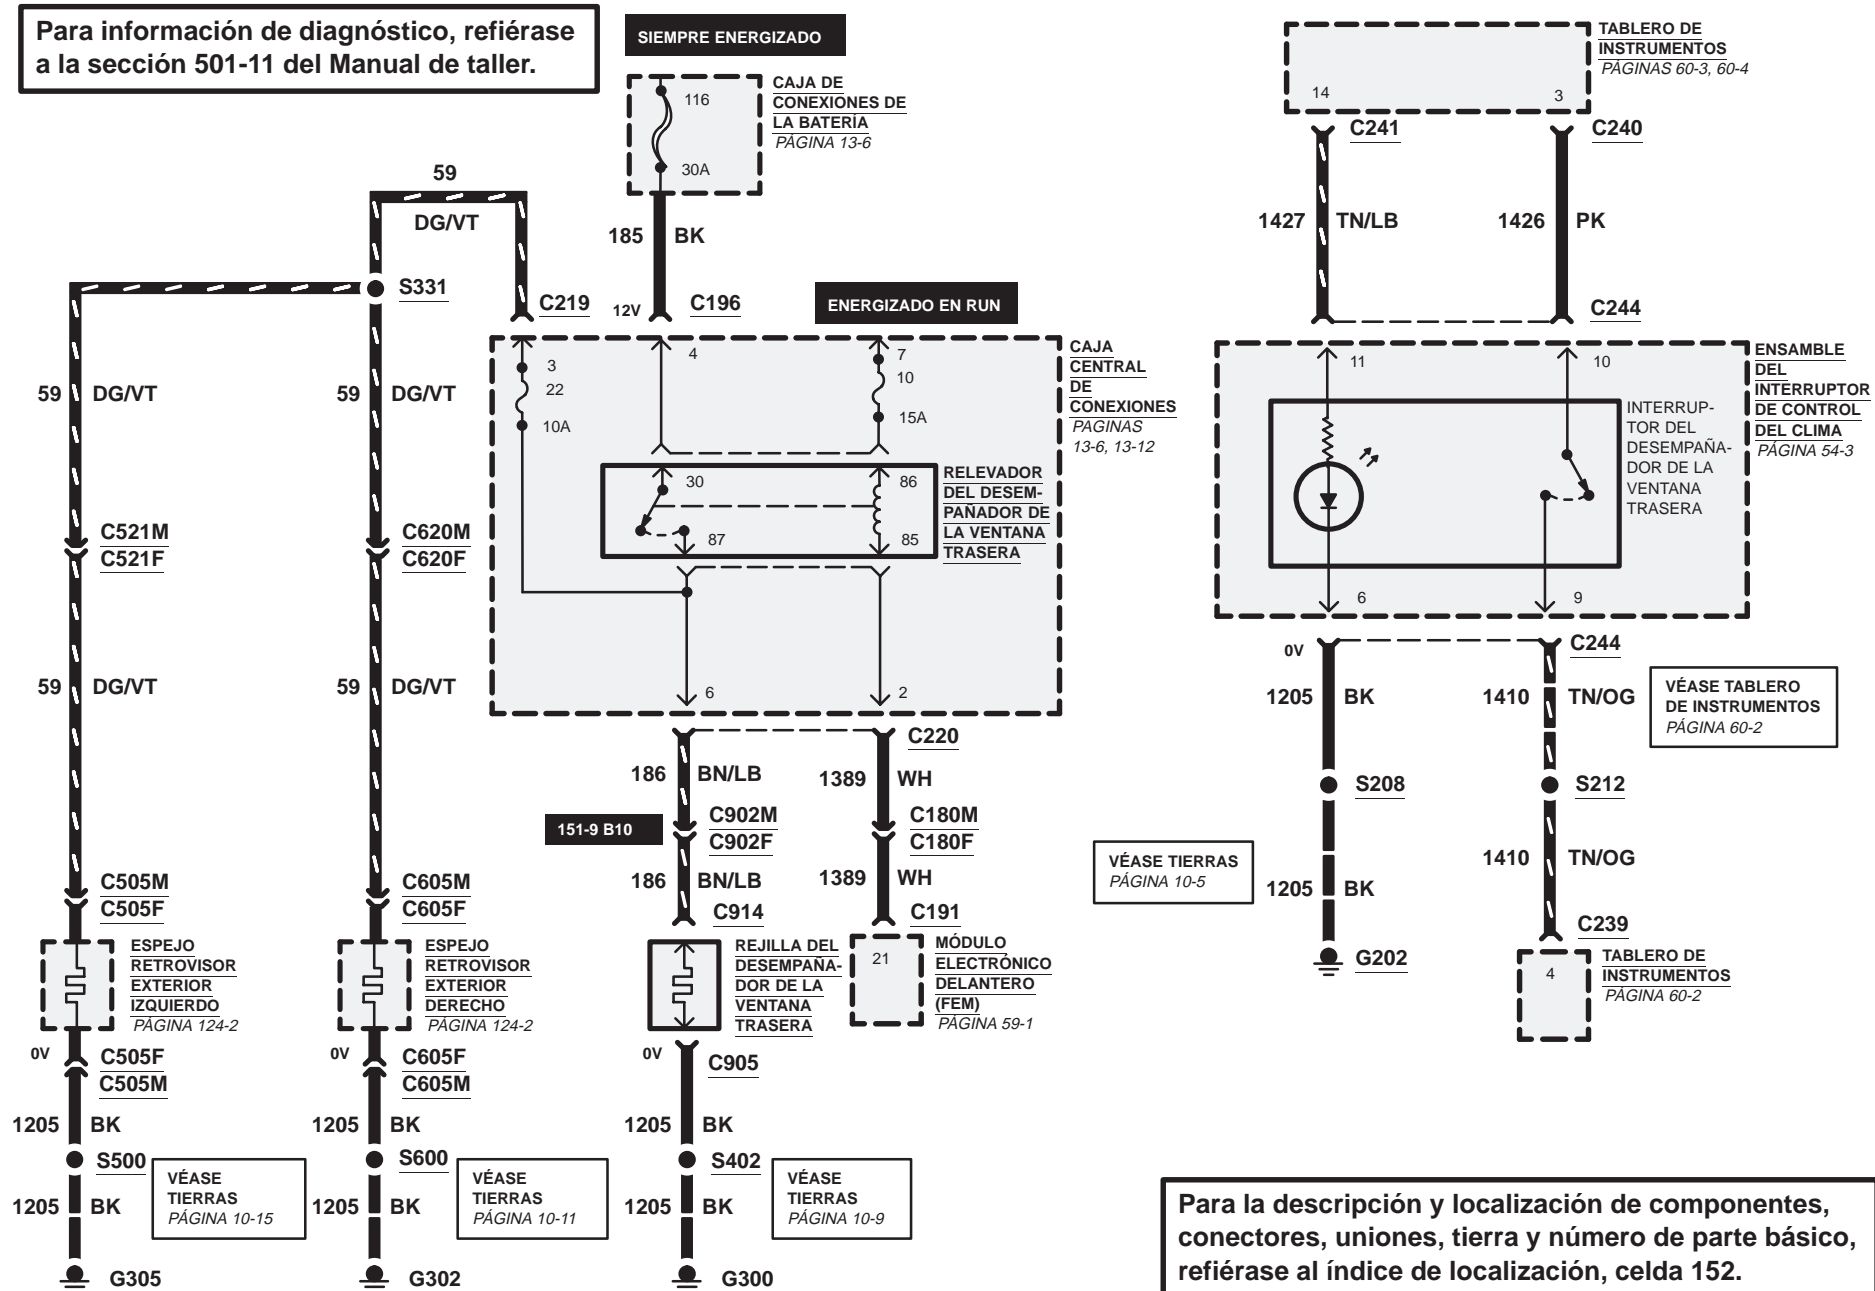 Para información de diagnóstico, refiérase
a la sección 501-11 del Manual de taller.
SIEMPRE ENERGIZADO
116
30A
CAJA DE
CONEXIONES DE
LA BATERÍA
PÁGINA 13-6
185
BK
59
DG/VT
S331
C219
12V
C196
ENERGIZADO EN RUN
59
DG/VT
59
DG/VT
3
22
10A
4
7
10
15A
CAJA
CENTRAL
DE
CONEXIONES
PAGINAS
13-6, 13-12
30
86
87
85
RELEVADOR
DEL DESEM-
PAÑADOR DE
LA VENTANA
TRASERA
C521M
C521F
C620M
C620F
59
DG/VT
59
DG/VT
6
2
C220
186
BN/LB
1389
WH
151-9 B10
C902M
C902F
C180M
C180F
186
BN/LB
1389
WH
C914
C191
C505M
C505F
C605M
C605F
ESPEJO
RETROVISOR
EXTERIOR
IZQUIERDO
PÁGINA 124-2
ESPEJO
RETROVISOR
EXTERIOR
DERECHO
PÁGINA 124-2
REJILLA DEL
DESEMPAÑA-
DOR DE LA
VENTANA
TRASERA
21
MÓDULO
ELECTRÓNICO
DELANTERO
(FEM)
PÁGINA 59-1
0V
C505F
C505M
0V
C605F
C605M
0V
C905
1205
BK
1205
BK
1205
BK
S500
S600
S402
VÉASE
TIERRAS
PÁGINA 10-15
VÉASE
TIERRAS
PÁGINA 10-11
VÉASE
TIERRAS
PÁGINA 10-9
1205
BK
1205
BK
1205
BK
G305
G302
G300
TABLERO DE
INSTRUMENTOS
PÁGINAS 60-3, 60-4
14
3
C241
C240
1427
TN/LB
1426
PK
C244
11
10
ENSAMBLE
DEL
INTERRUPTOR
DE CONTROL
DEL CLIMA
PÁGINA 54-3
INTERRUP-
TOR DEL
DESEMPAÑA-
DOR DE LA
VENTANA
TRASERA
6
9
0V
C244
1205
BK
1410
TN/OG
VÉASE TABLERO
DE INSTRUMENTOS
PÁGINA 60-2
S208
S212
VÉASE TIERRAS
PÁGINA 10-5
1205
BK
1410
TN/OG
G202
C239
4
TABLERO DE
INSTRUMENTOS
PÁGINA 60-2
Para la descripción y localización de componentes,
conectores, uniones, tierra y número de parte básico,
refiérase al índice de localización, celda 152.